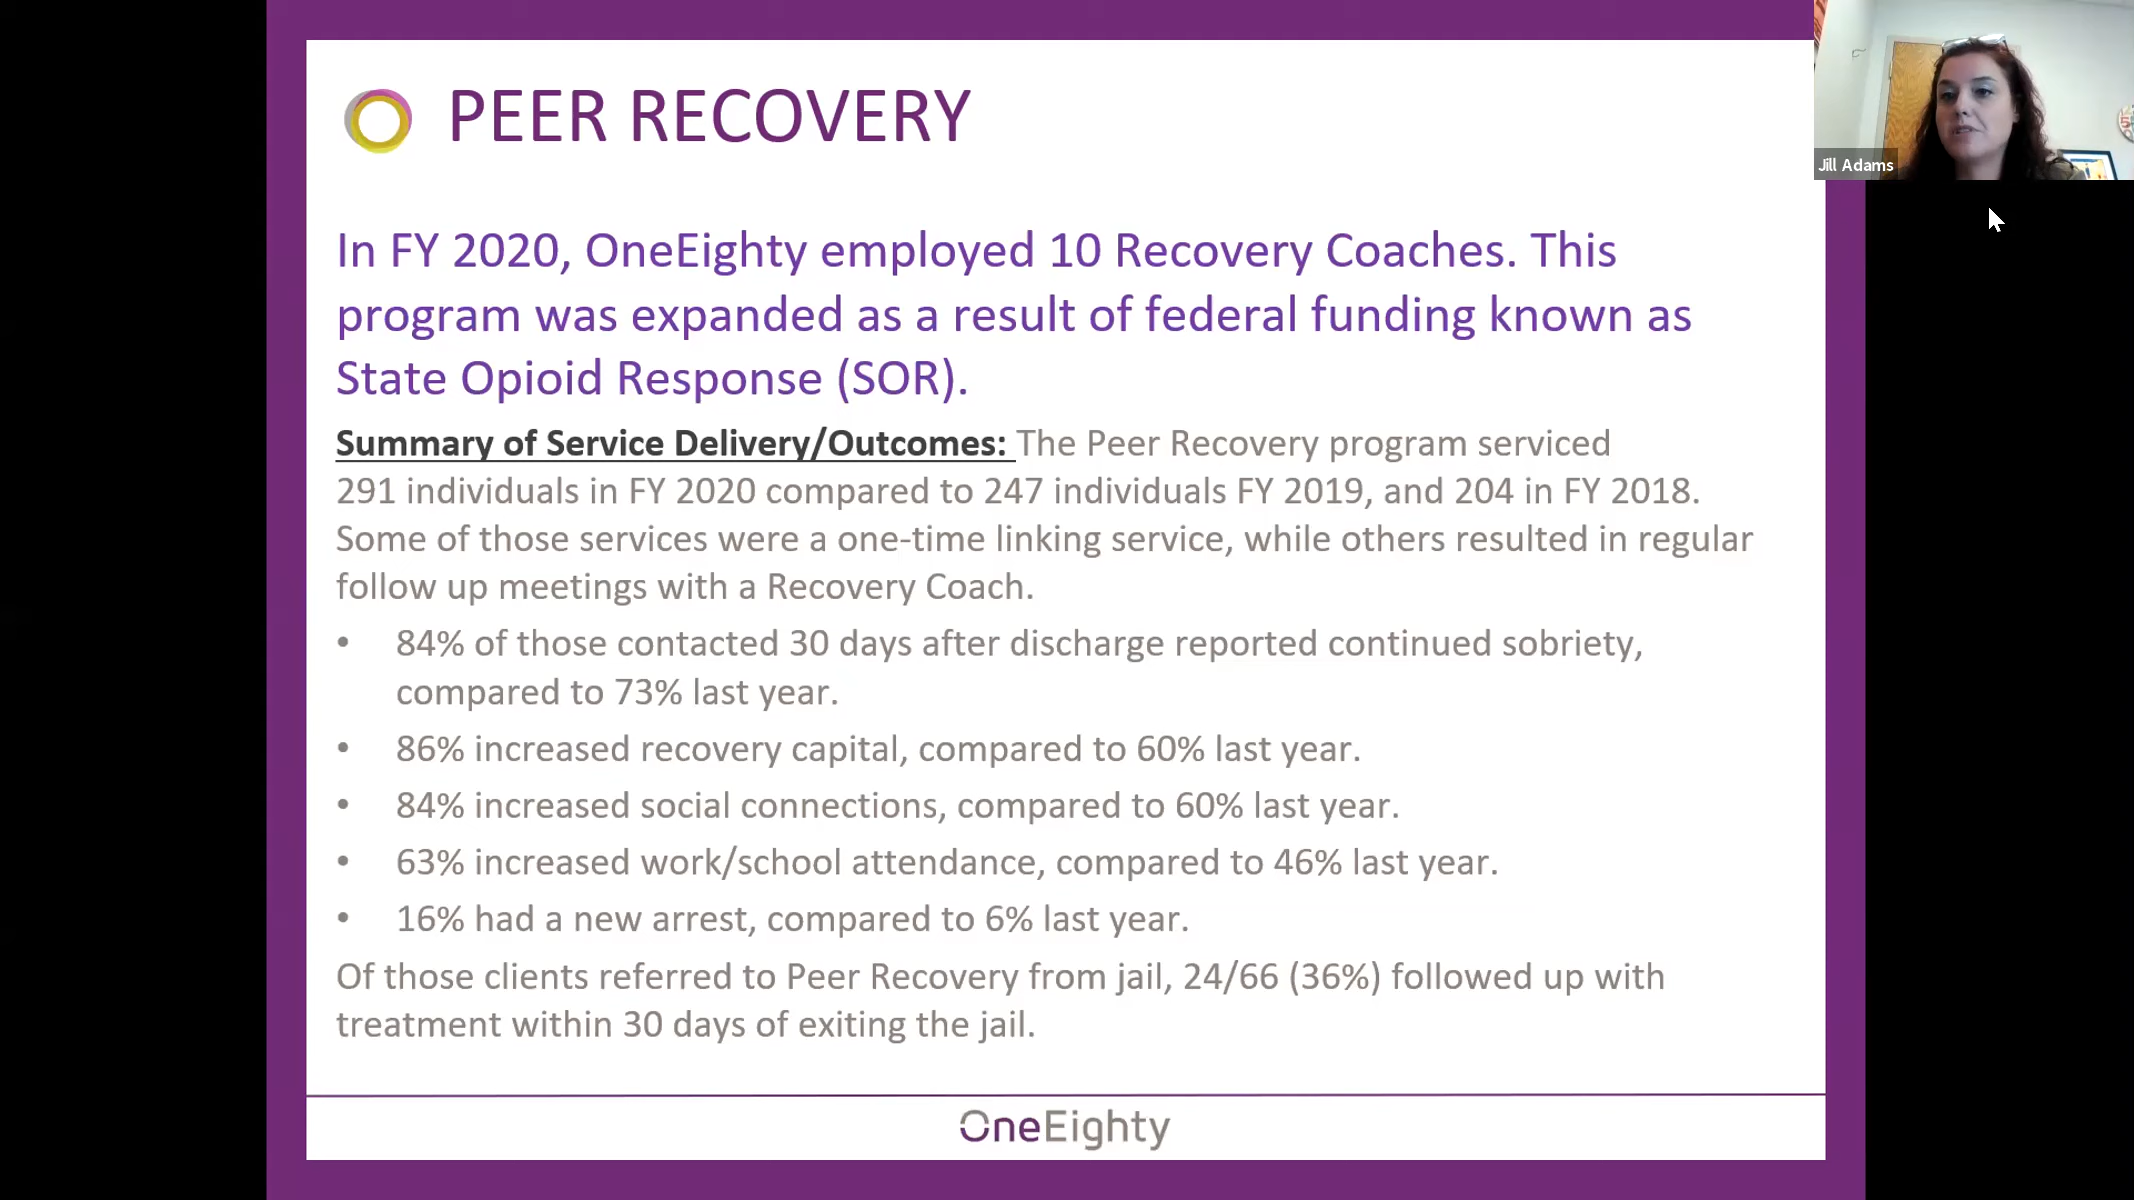 PEER RECOVERY
Jill Adams
In FY 2020, OneEighty employed 10 Recovery Coaches. This
program was expanded as a result of federal funding known as
State Opioid Response (SOR).
Summary of Service Delivery/Outcomes: The Peer Recovery program serviced
291 individuals in FY 2020 compared to 247 individuals FY 2019, and 204 in FY 2018.
Some of those services were a one-time linking service, while others resulted in regular
follow up meetings with a Recovery Coach.
• 84% of those contacted 30 days after discharge reported continued sobriety,
compared to 73% last year.
• 86% increased recovery capital, compared to 60% last year.
• 84% increased social connections, compared to 60% last year.
• 63% increased work/school attendance, compared to 46% last year.
• 16% had a new arrest, compared to 6% last year.
Of those clients referred to Peer Recovery from jail, 24/66 (36%) followed up with
treatment within 30 days of exiting the jail.
OneEighty